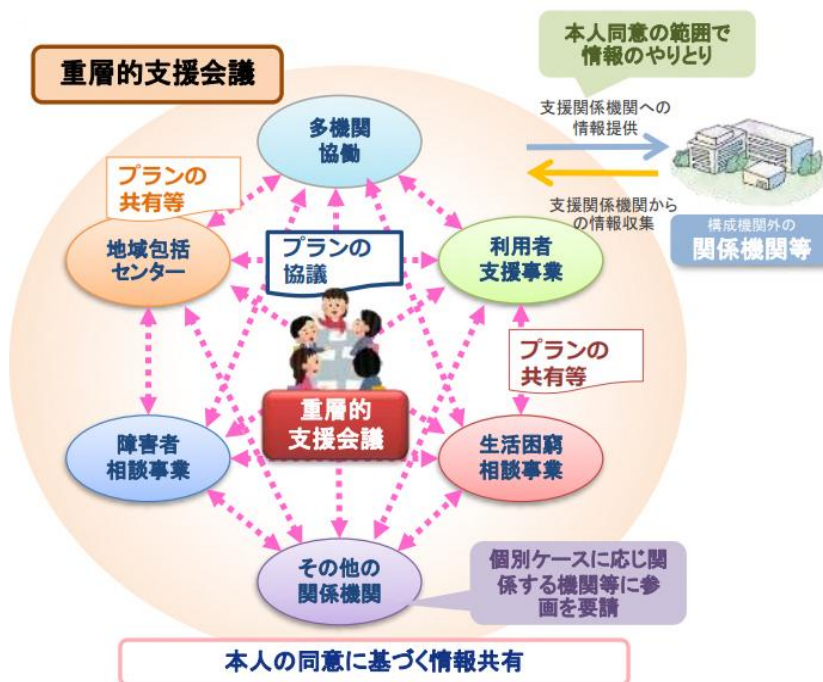 重層的支援会議
本人同意の範囲で
情報のやりとり
多機関
協働
支援関係機関への
情報提供
プランの
共有等
支援関係機関から
の情報収集
構成機関外の
関係機関等
地域包括
センター
プランの
協議
利用者
支援事業
プランの
共有等
重層的
支援会議
障害者
相談事業
生活困窮
相談事業
その他の
関係機関
個別ケースに応じ関
係する機関等に参
画を要請
本人の同意に基づく情報共有